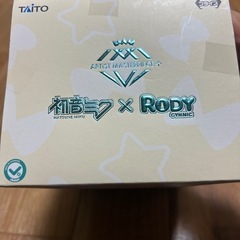 TAITO
ARTIST MASTERPIECE
初音ミク × RODY
HATSUNE MIKU GYMNIC